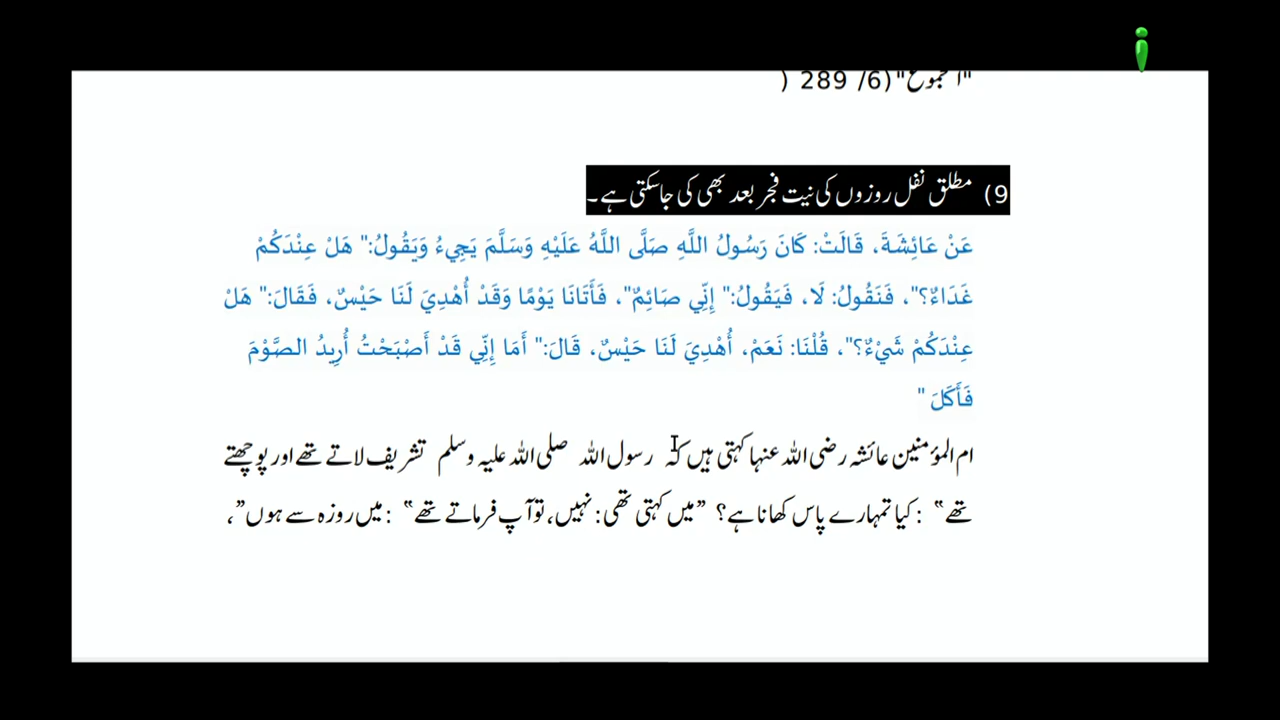 "المجموع"(6/ 289 (
9) مطلق نفل روزوں کی نیت فجر بعد بھی کی جاسکتی ہے۔
عَنْ عَائِشَةَ، قَالَتْ: كَانَ رَسُولُ اللَّهِ صَلَّى اللَّهُ عَلَيْهِ وَسَلَّمَ يَجِيءُ وَيَقُولُ:" هَلْ عِنْدَكُمْ
غَدَاءٌ؟"، فَنَقُولُ: لَا، فَيَقُولُ:" إِنِّي صَائِمٌ"، فَأَتَانَا يَوْمًا وَقَدْ أُهْدِيَ لَنَا حَيْسٌ، فَقَالَ:" هَلْ
عِنْدَكُمْ شَيْءٌ؟"، قُلْنَا: نَعَمْ، أُهْدِيَ لَنَا حَيْسٌ، قَالَ:" أَمَا إِنِّي قَدْ أَصْبَحْتُ أُرِيدُ الصَّوْمَ
فَأَكَلَ "
ام المؤمنین عائشہ رضی اللہ عنہا کہتی ہیں کہ رسول اللہ صلی اللہ علیہ وسلم تشریف لاتے تھے اور پوچھتے
تھے “ : کیا تمہارے پاس کھانا ہے؟ ”میں کہتی تھی: نہیں، تو آپ فرماتے تھے “ : میں روزہ سے ہوں”،